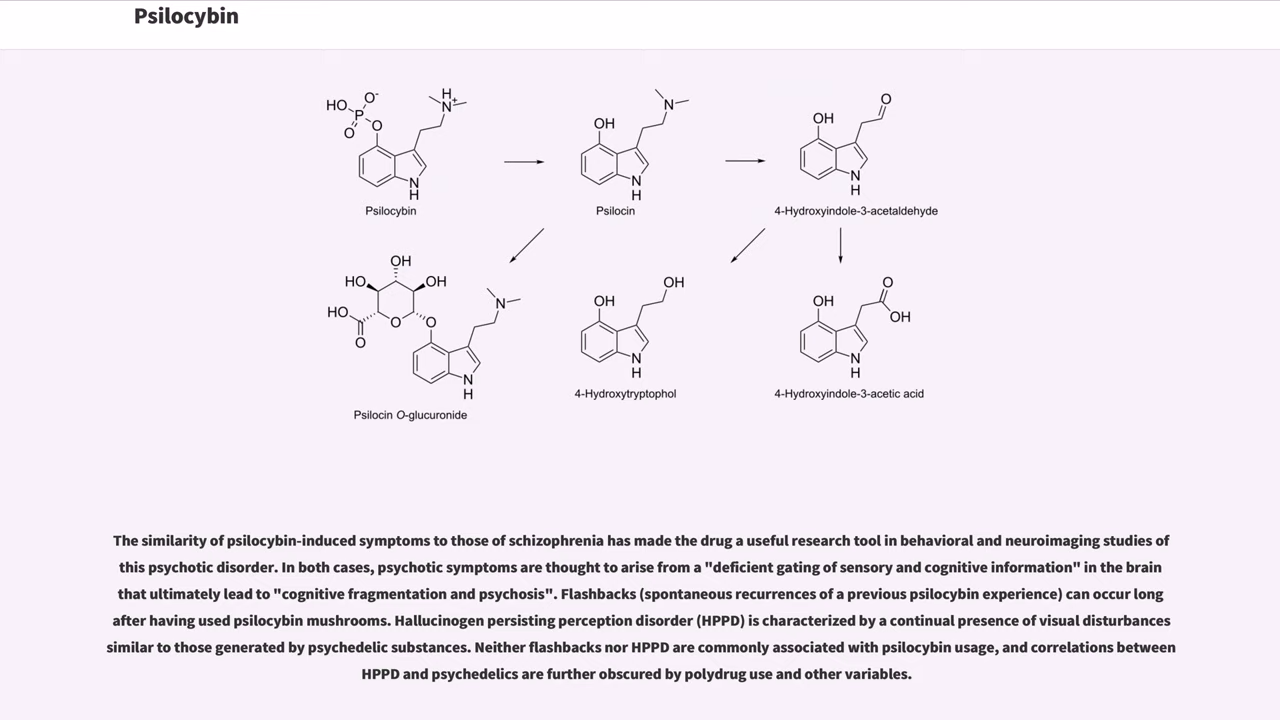 Psilocybin
HO
O-
P
O
O
H
N+
N
H
Psilocybin
OH
N
N
H
Psilocin
OH
O
N
H
4-Hydroxyindole-3-acetaldehyde
OH
HO
OH
HO
O
O
O
N
N
H
Psilocin O-glucuronide
OH
OH
N
H
4-Hydroxytryptophol
OH
O
OH
N
H
4-Hydroxyindole-3-acetic acid
The similarity of psilocybin-induced symptoms to those of schizophrenia has made the drug a useful research tool in behavioral and neuroimaging studies of
this psychotic disorder. In both cases, psychotic symptoms are thought to arise from a "deficient gating of sensory and cognitive information" in the brain
that ultimately lead to "cognitive fragmentation and psychosis". Flashbacks (spontaneous recurrences of a previous psilocybin experience) can occur long
after having used psilocybin mushrooms. Hallucinogen persisting perception disorder (HPPD) is characterized by a continual presence of visual disturbances
similar to those generated by psychedelic substances. Neither flashbacks nor HPPD are commonly associated with psilocybin usage, and correlations between
HPPD and psychedelics are further obscured by polydrug use and other variables.